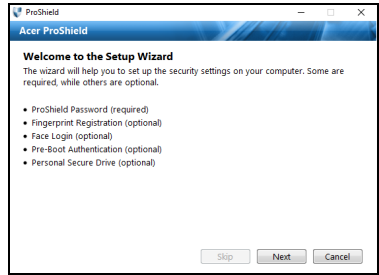 ProShield
Acer ProShield
Welcome to the Setup Wizard
The wizard will help you to set up the security settings on your computer. Some are
required, while others are optional.
• ProShield Password (required)
• Fingerprint Registration (optional)
• Face Login (optional)
• Pre-Boot Authentication (optional)
• Personal Secure Drive (optional)
Skip Next Cancel